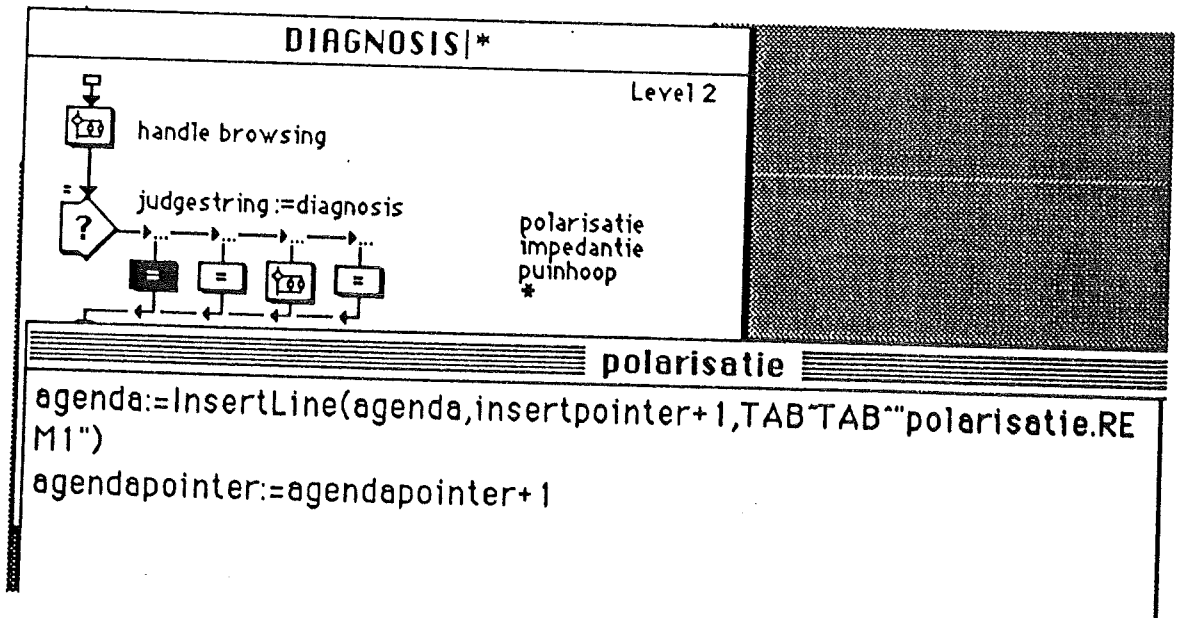 DIAGNOSIS|*
Level 2
handle browsing
=
judgestring:=diagnosis
?
... ... ... ...
= = =
polarisatie
impedantie
puinhoop
*
polarisatie
agenda:=InsertLine(agenda,insertpointer+1,TAB^TAB^"polarisatie.RE
M1")
agendapointer:=agendapointer+1